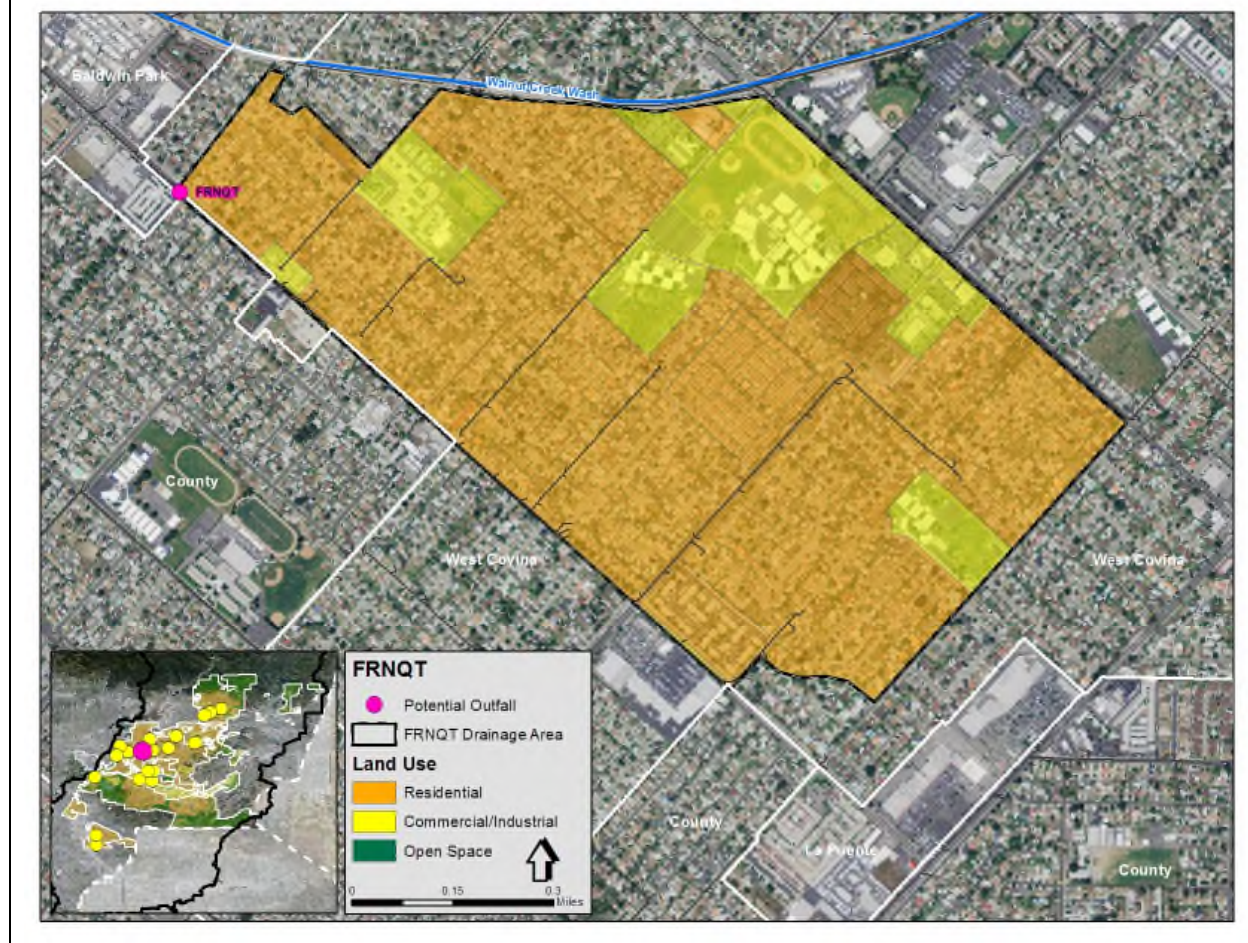 Baldwin Park
Walnut Creek Wash
FRNQT
County
West Covina
West Covina
FRNQT
Potential Outfall
FRNQT Drainage Area
Land Use
Residential
Commercial/Industrial
Open Space
0 0.15 0.3
Miles
County
La Puente
County